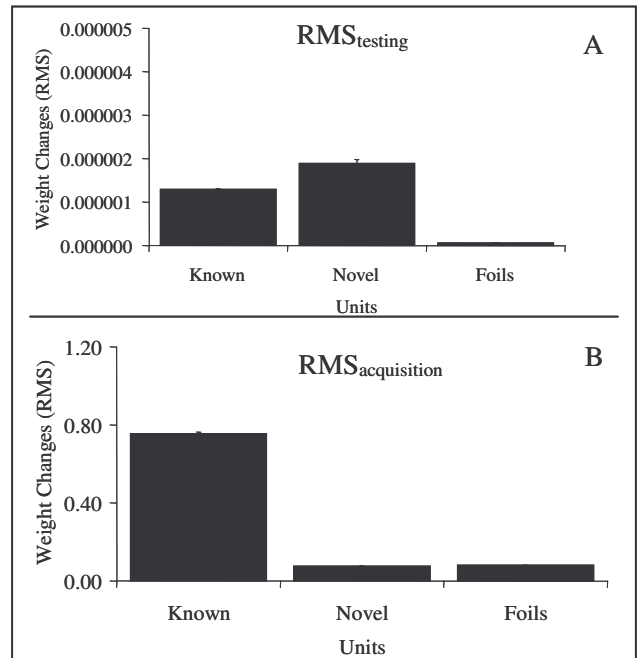 RMStesting
A
Weight Changes (RMS)
0.000005
0.000004
0.000003
0.000002
0.000001
0.000000
Known Novel Foils
Units
RMSacquisition
B
Weight Changes (RMS)
1.20
0.80
0.40
0.00
Known Novel Foils
Units